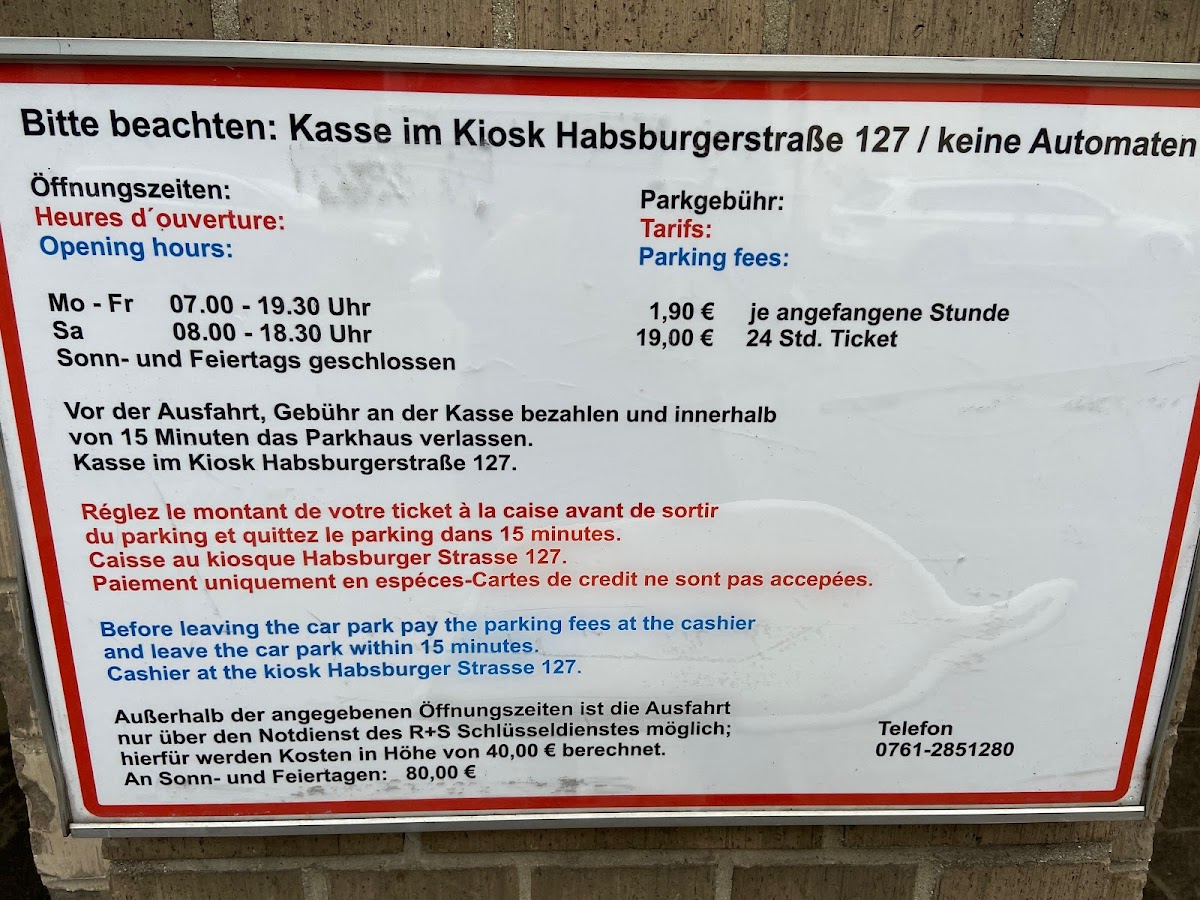 Bitte beachten: Kasse im Kiosk Habsburgerstraße 127 / keine Automaten
Öffnungszeiten:
Heures d´ouverture:
Opening hours:
Mo - Fr 07.00 - 19.30 Uhr
Sa 08.00 - 18.30 Uhr
Sonn- und Feiertags geschlossen
Parkgebühr:
Tarifs:
Parking fees:
1,90 € je angefangene Stunde
19,00 € 24 Std. Ticket
Vor der Ausfahrt, Gebühr an der Kasse bezahlen und innerhalb
von 15 Minuten das Parkhaus verlassen.
Kasse im Kiosk Habsburgerstraße 127.
Réglez le montant de votre ticket à la caise avant de sortir
du parking et quittez le parking dans 15 minutes.
Caisse au kiosque Habsburger Strasse 127.
Paiement uniquement en espéces-Cartes de credit ne sont pas accepées.
Before leaving the car park pay the parking fees at the cashier
and leave the car park within 15 minutes.
Cashier at the kiosk Habsburger Strasse 127.
Außerhalb der angegebenen Öffnungszeiten ist die Ausfahrt
nur über den Notdienst des R+S Schlüsseldienstes möglich;
hierfür werden Kosten in Höhe von 40,00 € berechnet.
An Sonn- und Feiertagen: 80,00 €
Telefon
0761-2851280